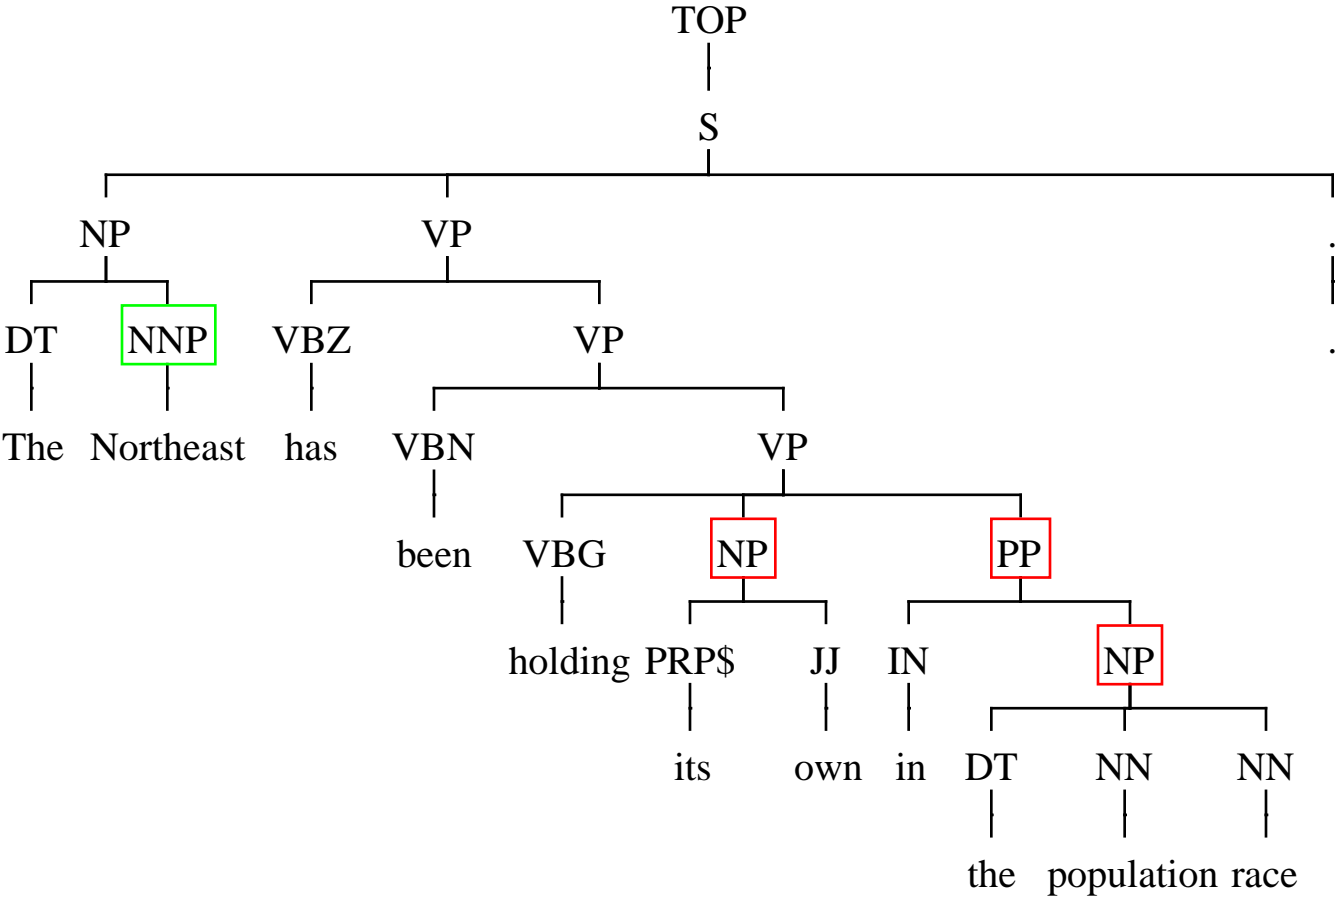 TOP
S
NP VP .
DT NNP VBZ VP .
The Northeast has VBN VP
been VBG NP PP
holding PRP$ JJ IN NP
its own in DT NN NN
the population race